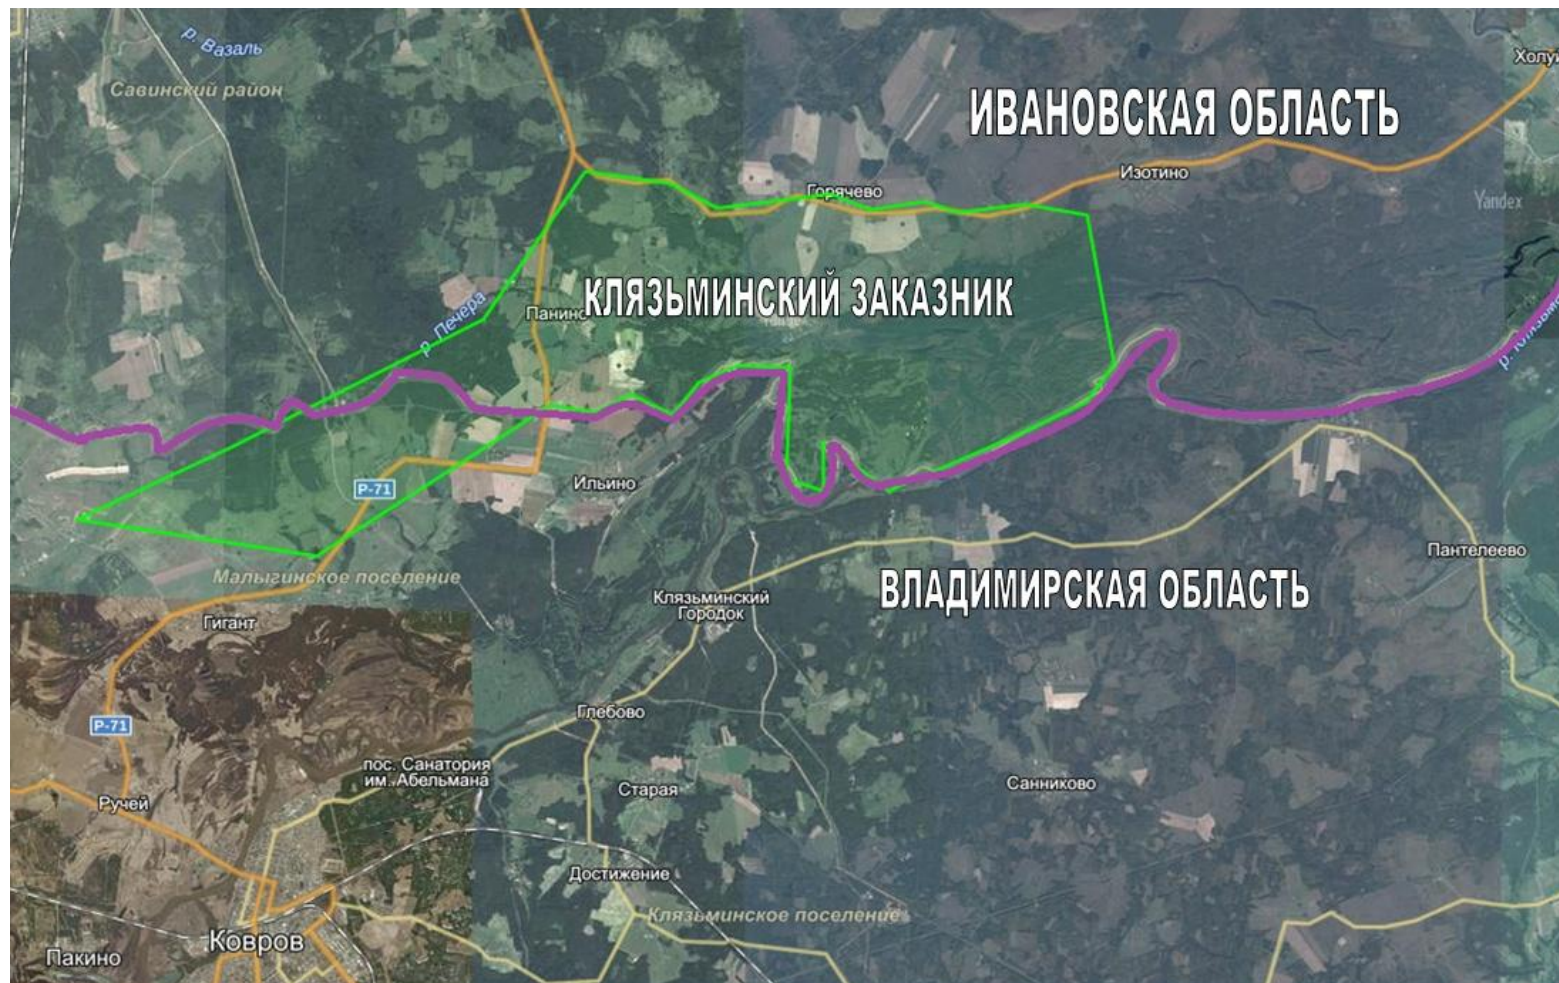 р. Вазаль
Савинский район
ИВАНОВСКАЯ ОБЛАСТЬ
Изотино
Горячево
Yandex
КЛЯЗЬМИНСКИЙ ЗАКАЗНИК
Панино
р. Печера
Р-71
Ильино
Пантелеево
Малыгинское поселение
ВЛАДИМИРСКАЯ ОБЛАСТЬ
Клязьминский
Городок
Гигант
Глебово
Р-71
пос. Санатория
им. Абельмана
Старая
Санниково
Ручей
Достижение
Клязьминское поселение
Ковров
Пакино